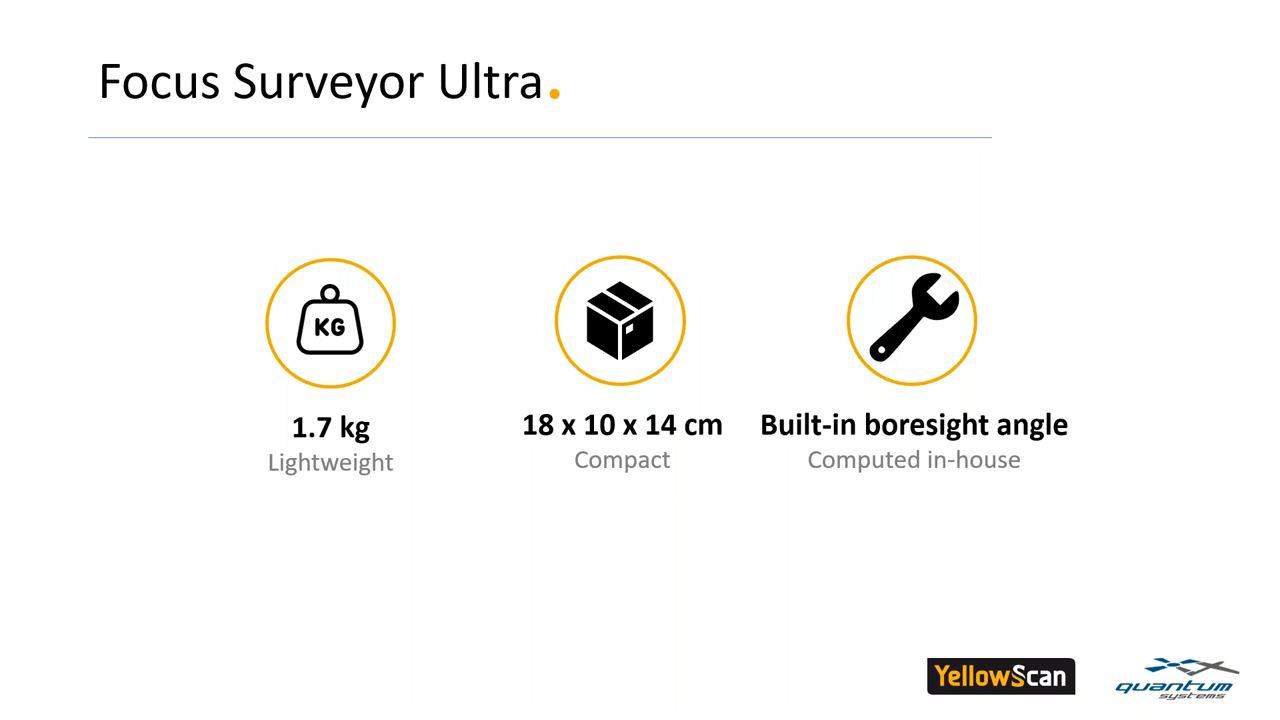 Focus Surveyor Ultra.
KG
1.7 kg
Lightweight
18 x 10 x 14 cm
Compact
Built-in boresight angle
Computed in-house
YellowScan
quantum
systems